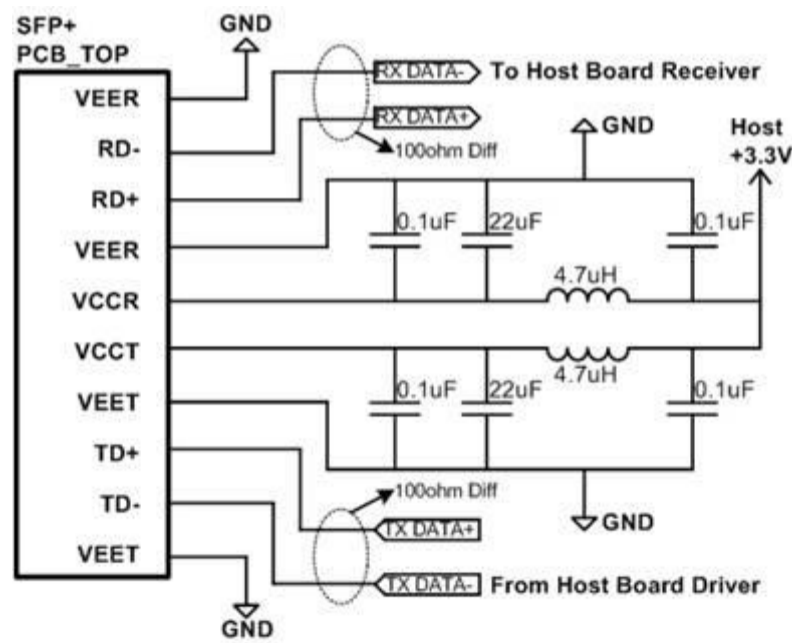 SFP+
PCB_TOP
GND
VEER
RX DATA-
To Host Board Receiver
RD-
RX DATA+
100ohm Diff
GND
Host
+3.3V
RD+
VEER
0.1uF
22uF
0.1uF
4.7uH
VCCR
VCCT
4.7uH
VEET
0.1uF
22uF
0.1uF
TD+
100ohm Diff
TD-
TX DATA+
GND
VEET
TX DATA-
From Host Board Driver
GND